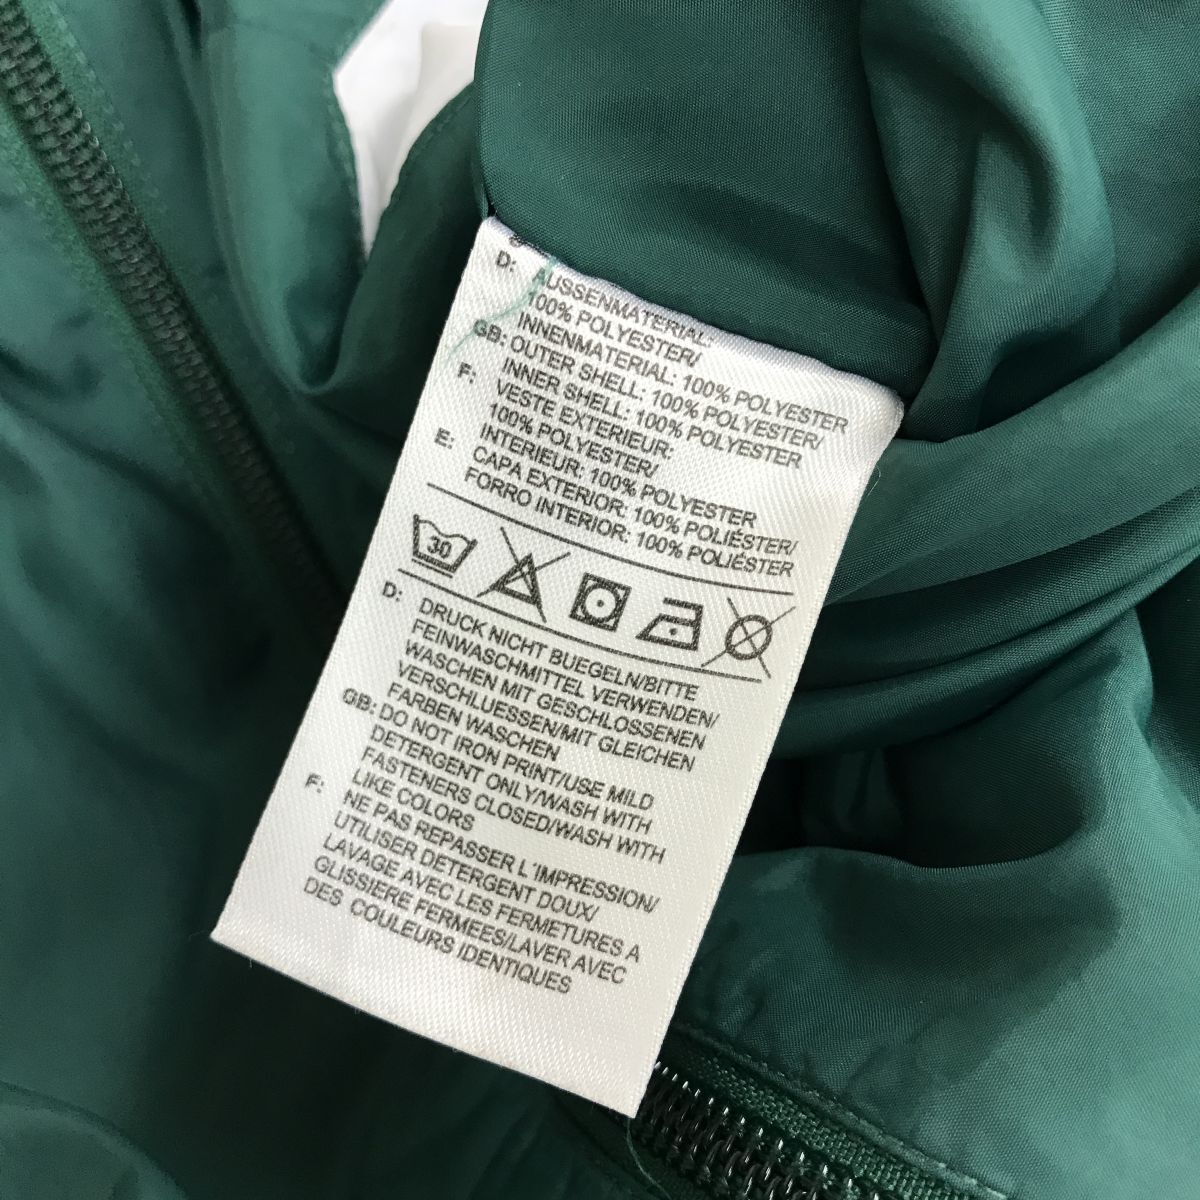 D: AUSSENMATERIAL:
100% POLYESTER/
INNENMATERIAL: 100% POLYESTER
GB: OUTER SHELL: 100% POLYESTER/
INNER SHELL: 100% POLYESTER
F: VESTE EXTERIEUR:
100% POLYESTER/
INTERIEUR: 100% POLYESTER
E: CAPA EXTERIOR: 100% POLIÉSTER/
FORRO INTERIOR: 100% POLIÉSTER
30
D: DRUCK NICHT BUEGELN/BITTE
FEINWASCHMITTEL VERWENDEN/
WASCHEN MIT GESCHLOSSENEN
VERSCHLUESSEN/MIT GLEICHEN
FARBEN WASCHEN
GB: DO NOT IRON PRINT/USE MILD
DETERGENT ONLY/WASH WITH
FASTENERS CLOSED/WASH WITH
LIKE COLORS
F: NE PAS REPASSER L´IMPRESSION/
UTILISER DETERGENT DOUX/
LAVAGE AVEC LES FERMETURES A
GLISSIERE FERMEES/LAVER AVEC
DES COULEURS IDENTIQUES